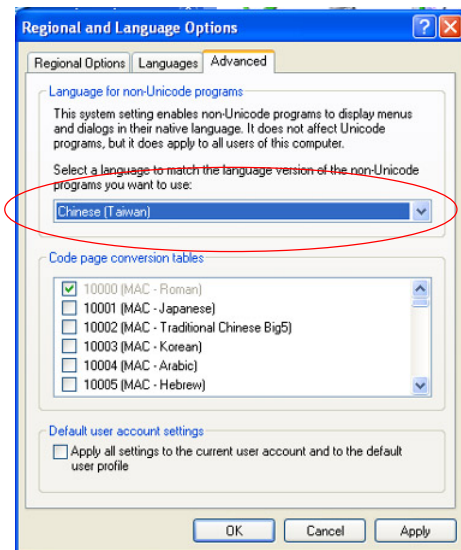 Regional and Language Options
Regional Options Languages Advanced
Language for non-Unicode programs
This system setting enables non-Unicode programs to display menus
and dialogs in their native language. It does not affect Unicode
programs, but it does apply to all users of this computer.
Select a language to match the language version of the non-Unicode
programs you want to use:
Chinese (Taiwan)
Code page conversion tables
10000 (MAC - Roman)
10001 (MAC - Japanese)
10002 (MAC - Traditional Chinese Big5)
10003 (MAC - Korean)
10004 (MAC - Arabic)
10005 (MAC - Hebrew)
Default user account settings
Apply all settings to the current user account and to the default
user profile
OK Cancel Apply